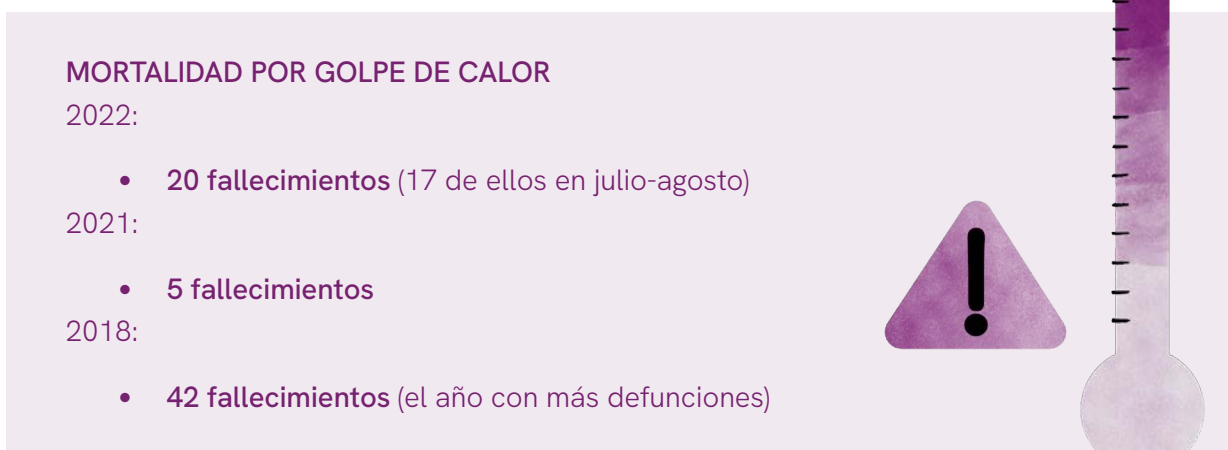 MORTALIDAD POR GOLPE DE CALOR
2022:
• 20 fallecimientos (17 de ellos en julio-agosto)
2021:
• 5 fallecimientos
2018:
• 42 fallecimientos (el año con más defunciones)